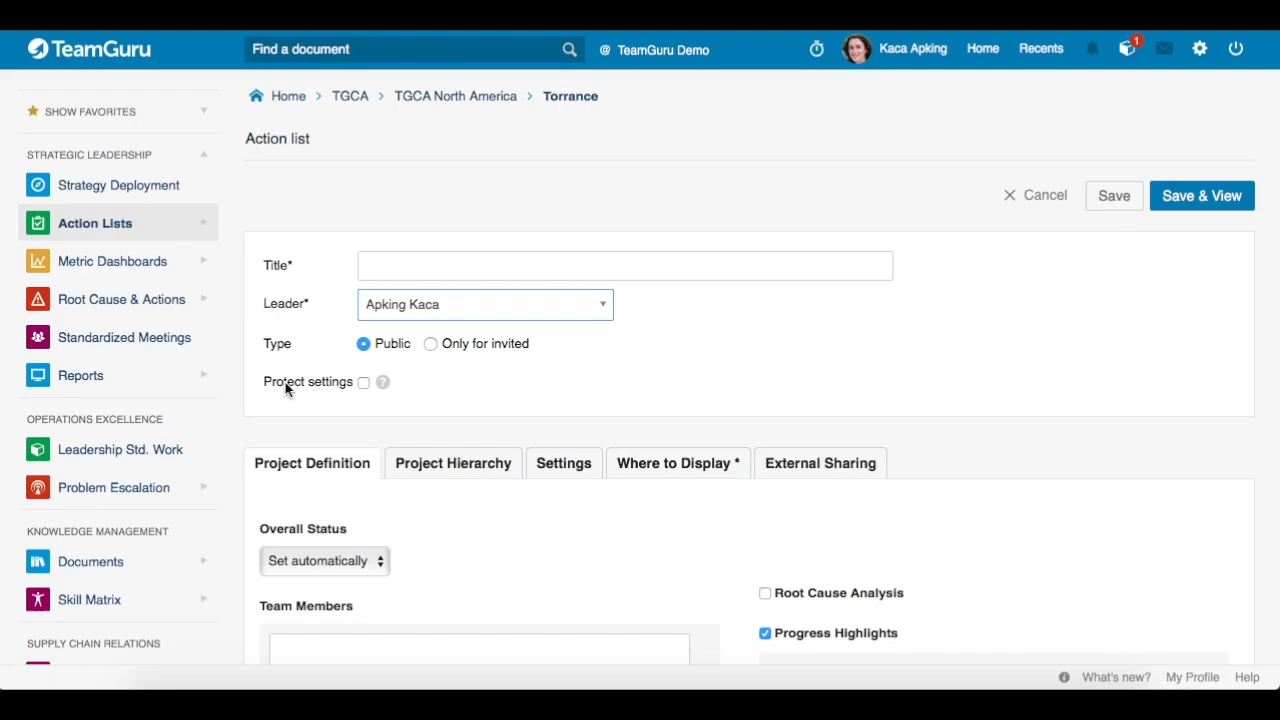 TeamGuru
Find a document
@ TeamGuru Demo
Kaca Apking
Home
Recents
1
Home > TGCA > TGCA North America > Torrance
Action list
SHOW FAVORITES
STRATEGIC LEADERSHIP
Strategy Deployment
Action Lists
Metric Dashboards
Root Cause & Actions
Standardized Meetings
Reports
OPERATIONS EXCELLENCE
Leadership Std. Work
Problem Escalation
KNOWLEDGE MANAGEMENT
Documents
Skill Matrix
SUPPLY CHAIN RELATIONS
Cancel
Save
Save & View
Title*
Leader*
Apking Kaca
Type
Public
Only for invited
Protect settings
?
Project Definition
Project Hierarchy
Settings
Where to Display *
External Sharing
Overall Status
Set automatically
Team Members
Root Cause Analysis
Progress Highlights
What's new?
My Profile
Help